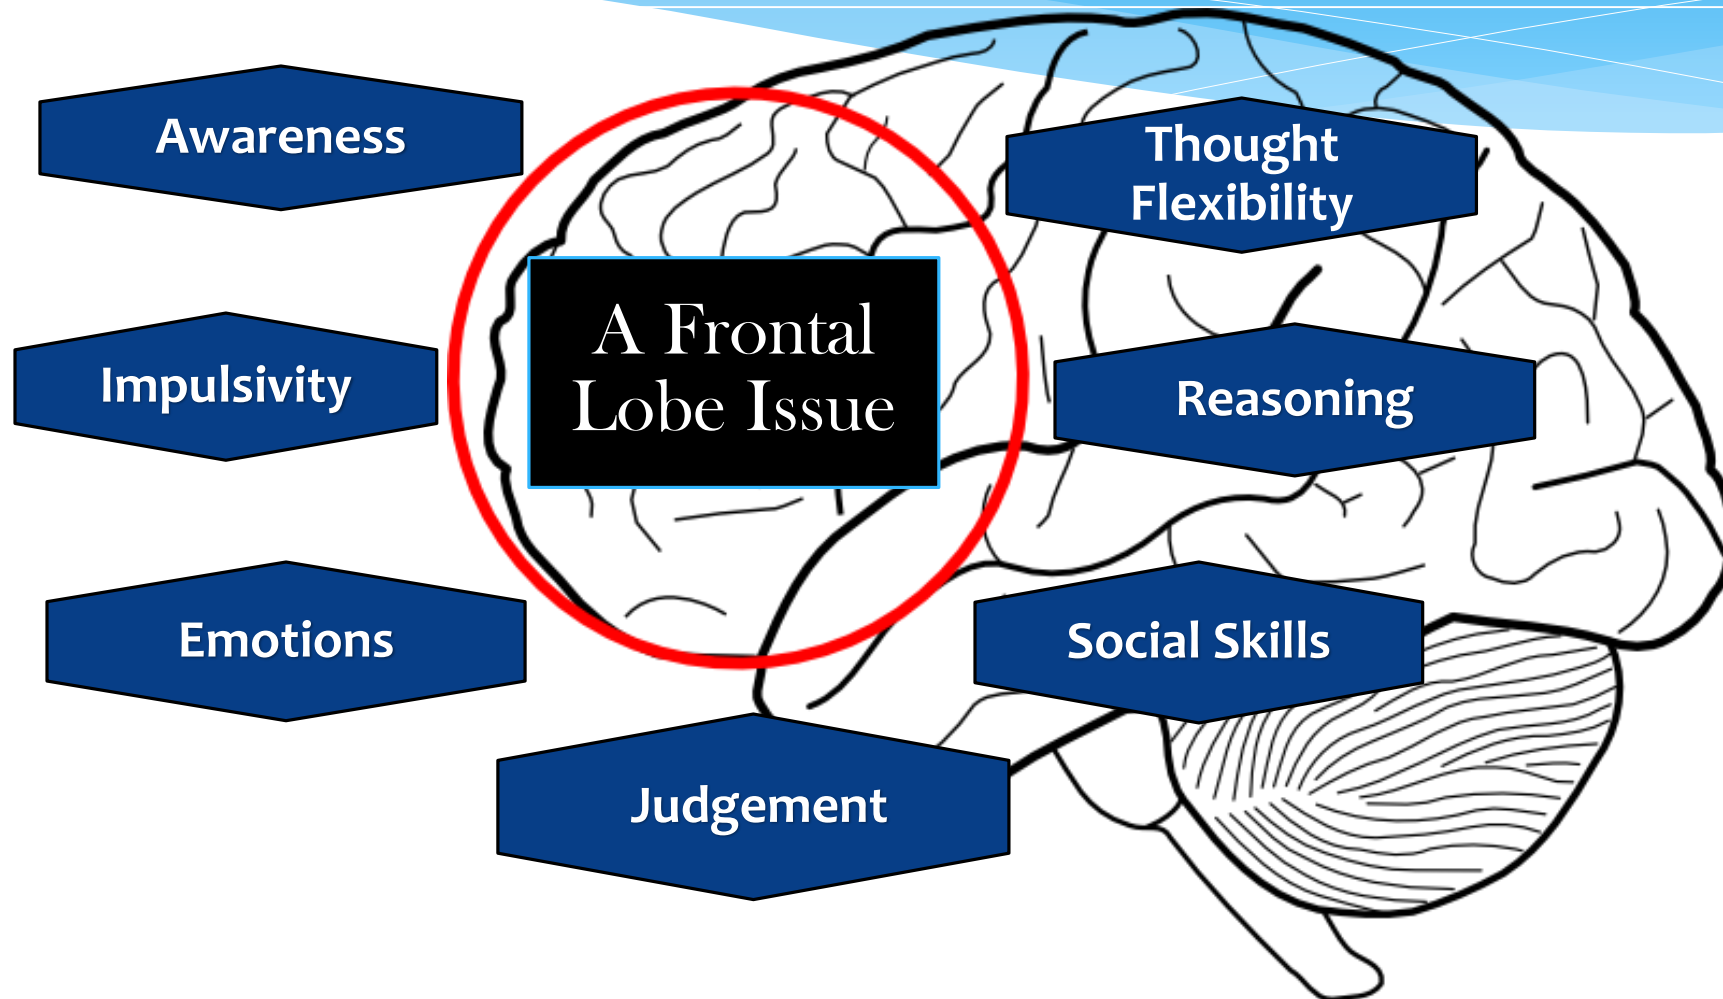 Awareness
Thought
Flexibility
A Frontal
Lobe Issue
Impulsivity
Reasoning
Emotions
Social Skills
Judgement